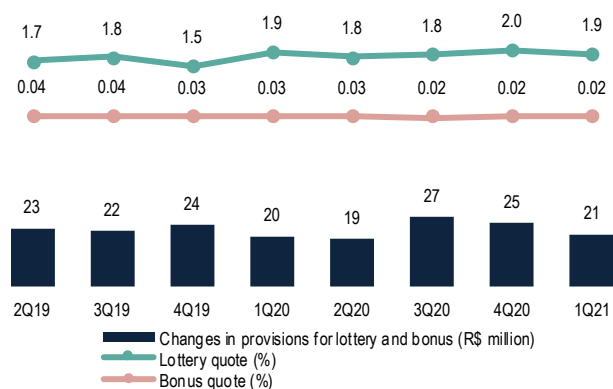 1.7 1.8 1.5 1.9 1.8 1.8 2.0 1.9
0.04 0.04 0.03 0.03 0.03 0.02 0.02 0.02
23 22 24 20 19 27 25 21
2Q19 3Q19 4Q19 1Q20 2Q20 3Q20 4Q20 1Q21
Changes in provisions for lottery and bonus (R$ million)
Lottery quote (%)
Bonus quote (%)